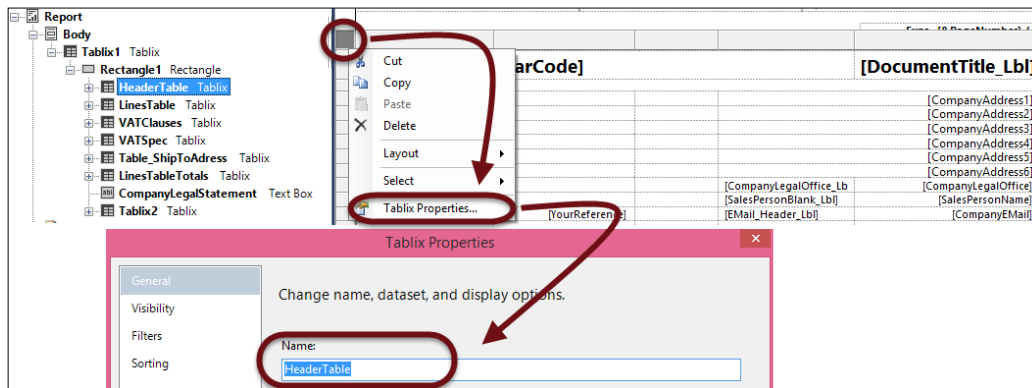 Report
Body
Tablix1 Tablix
Rectangle1 Rectangle
HeaderTable Tablix
LinesTable Tablix
VATClauses Tablix
VATSpec Tablix
Table_ShipToAdress Tablix
LinesTableTotals Tablix
CompanyLegalStatement Text Box
Tablix2 Tablix
Cut
Copy
Paste
Delete
Layout
Select
Tablix Properties...
arCode]
[DocumentTitle_Lbl]
[CompanyAddress1]
[CompanyAddress2]
[CompanyAddress3]
[CompanyAddress4]
[CompanyAddress5]
[CompanyAddress6]
[CompanyLegalOffice_Lb [CompanyLegalOffice]
[SalesPersonBlank_Lbl] [SalesPersonName]
[YourReference] [EMail_Header_Lbl] [CompanyEMail]
Tablix Properties
General
Visibility
Filters
Sorting
Change name, dataset, and display options.
Name:
HeaderTable